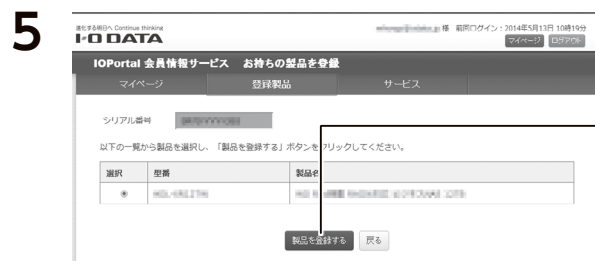 5
進化する明日へ Continue thinking
I-O DATA
様 前回ログイン：2014年5月13日 10時19分
マイページ ログアウト
IOPortal 会員情報サービス お持ちの製品を登録
マイページ 登録製品 サービス
シリアル番号
以下の一覧から製品を選択し、「製品を登録する」ボタンをクリックしてください。
選択 型番 製品名
製品を登録する 戻る